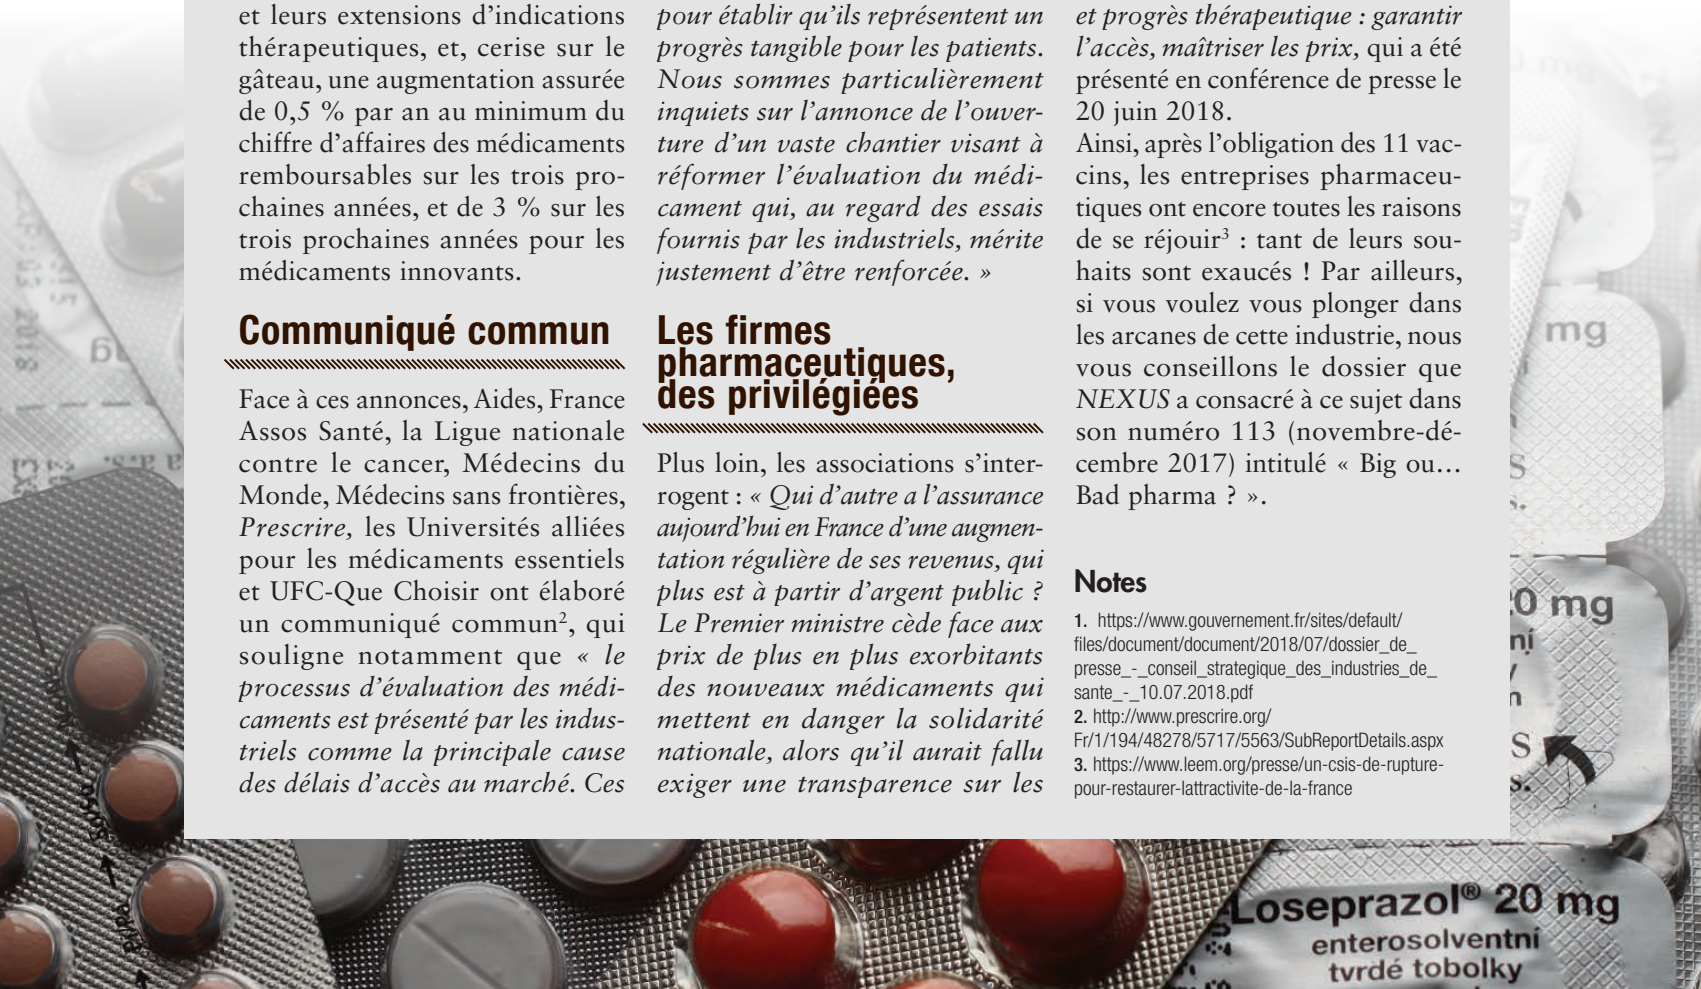 et leurs extensions d’indications
thérapeutiques, et, cerise sur le
gâteau, une augmentation assurée
de 0,5 % par an au minimum du
chiffre d’affaires des médicaments
remboursables sur les trois pro-
chaines années, et de 3 % sur les
trois prochaines années pour les
médicaments innovants.
Communiqué commun
Face à ces annonces, Aides, France
Assos Santé, la Ligue nationale
contre le cancer, Médecins du
Monde, Médecins sans frontières,
Prescrire, les Universités alliées
pour les médicaments essentiels
et UFC-Que Choisir ont élaboré
un communiqué commun², qui
souligne notamment que « le
processus d’évaluation des médi-
caments est présenté par les indus-
triels comme la principale cause
des délais d’accès au marché. Ces
pour établir qu’ils représentent un
progrès tangible pour les patients.
Nous sommes particulièrement
inquiets sur l’annonce de l’ouver-
ture d’un vaste chantier visant à
réformer l’évaluation du médi-
cament qui, au regard des essais
fournis par les industriels, mérite
justement d’être renforcée. »
Les firmes
pharmaceutiques,
des privilégiées
Plus loin, les associations s’inter-
rogent : « Qui d’autre a l’assurance
aujourd’hui en France d’une augmen-
tation régulière de ses revenus, qui
plus est à partir d’argent public ?
Le Premier ministre cède face aux
prix de plus en plus exorbitants
des nouveaux médicaments qui
mettent en danger la solidarité
nationale, alors qu’il aurait fallu
exiger une transparence sur les
et progrès thérapeutique : garantir
l’accès, maîtriser les prix, qui a été
présenté en conférence de presse le
20 juin 2018.
Ainsi, après l’obligation des 11 vac-
cins, les entreprises pharmaceu-
tiques ont encore toutes les raisons
de se réjouir³ : tant de leurs sou-
haits sont exaucés ! Par ailleurs,
si vous voulez vous plonger dans
les arcanes de cette industrie, nous
vous conseillons le dossier que
NEXUS a consacré à ce sujet dans
son numéro 113 (novembre-dé-
cembre 2017) intitulé « Big ou...
Bad pharma ? ».
Notes
1. https://www.gouvernement.fr/sites/default/
files/document/document/2018/07/dossier_de_
presse_-_conseil_strategique_des_industries_de_
sante_-_10.07.2018.pdf
2. http://www.prescrire.org/
Fr/1/194/48278/5717/5563/SubReportDetails.aspx
3. https://www.leem.org/presse/un-csis-de-rupture-
pour-restaurer-lattractivite-de-la-france
mg
0 mg
Loseprazol® 20 mg
enterosolventní
tvrdé tobolky